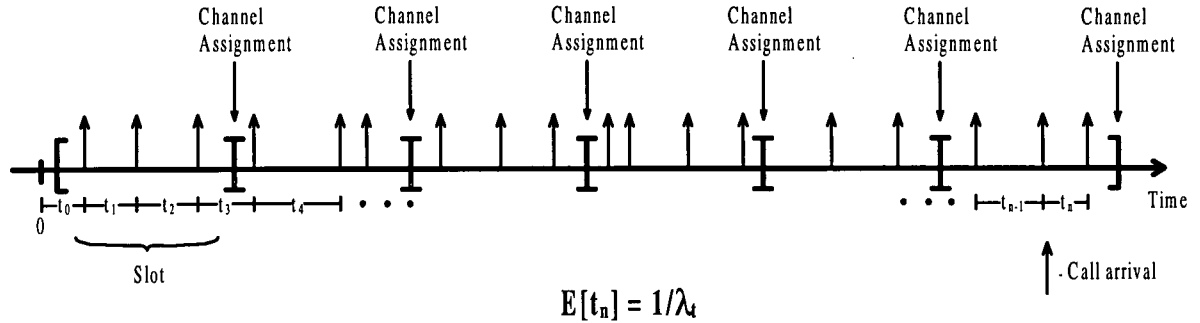 Channel Assignment
Channel Assignment
Channel Assignment
Channel Assignment
Channel Assignment
Channel Assignment
0
t0
t1
t2
t3
t4
• • •
• • •
tn-1
tn
Time
Slot
- Call arrival
E[tn] = 1/λt